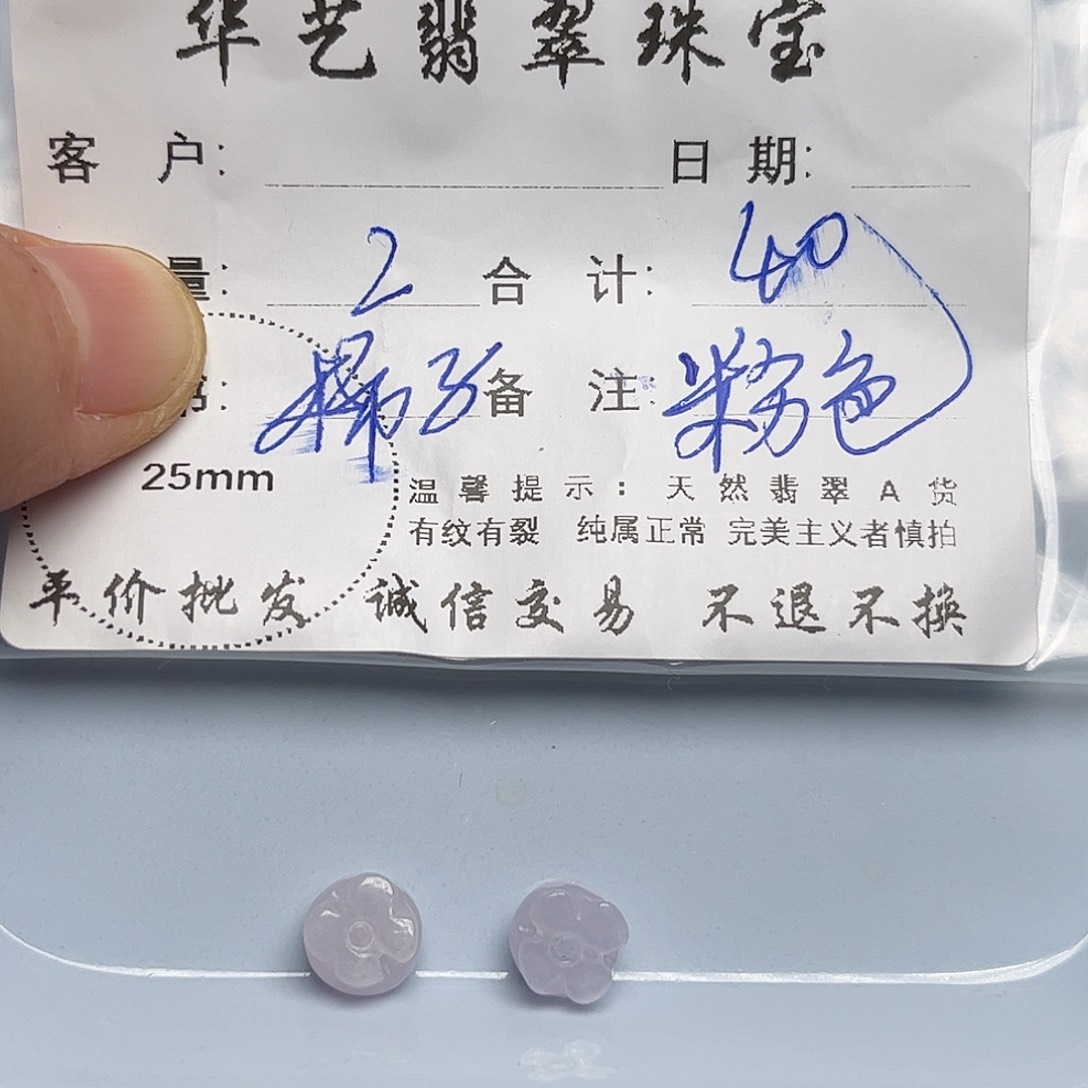 华艺翡翠珠宝
客户: 日期:
量: 2 合计: 40
书: 备注: 粉色
25mm
温馨提示: 天然翡翠A货
有纹有裂 纯属正常 完美主义者慎拍
平价批发 诚信交易 不退不换